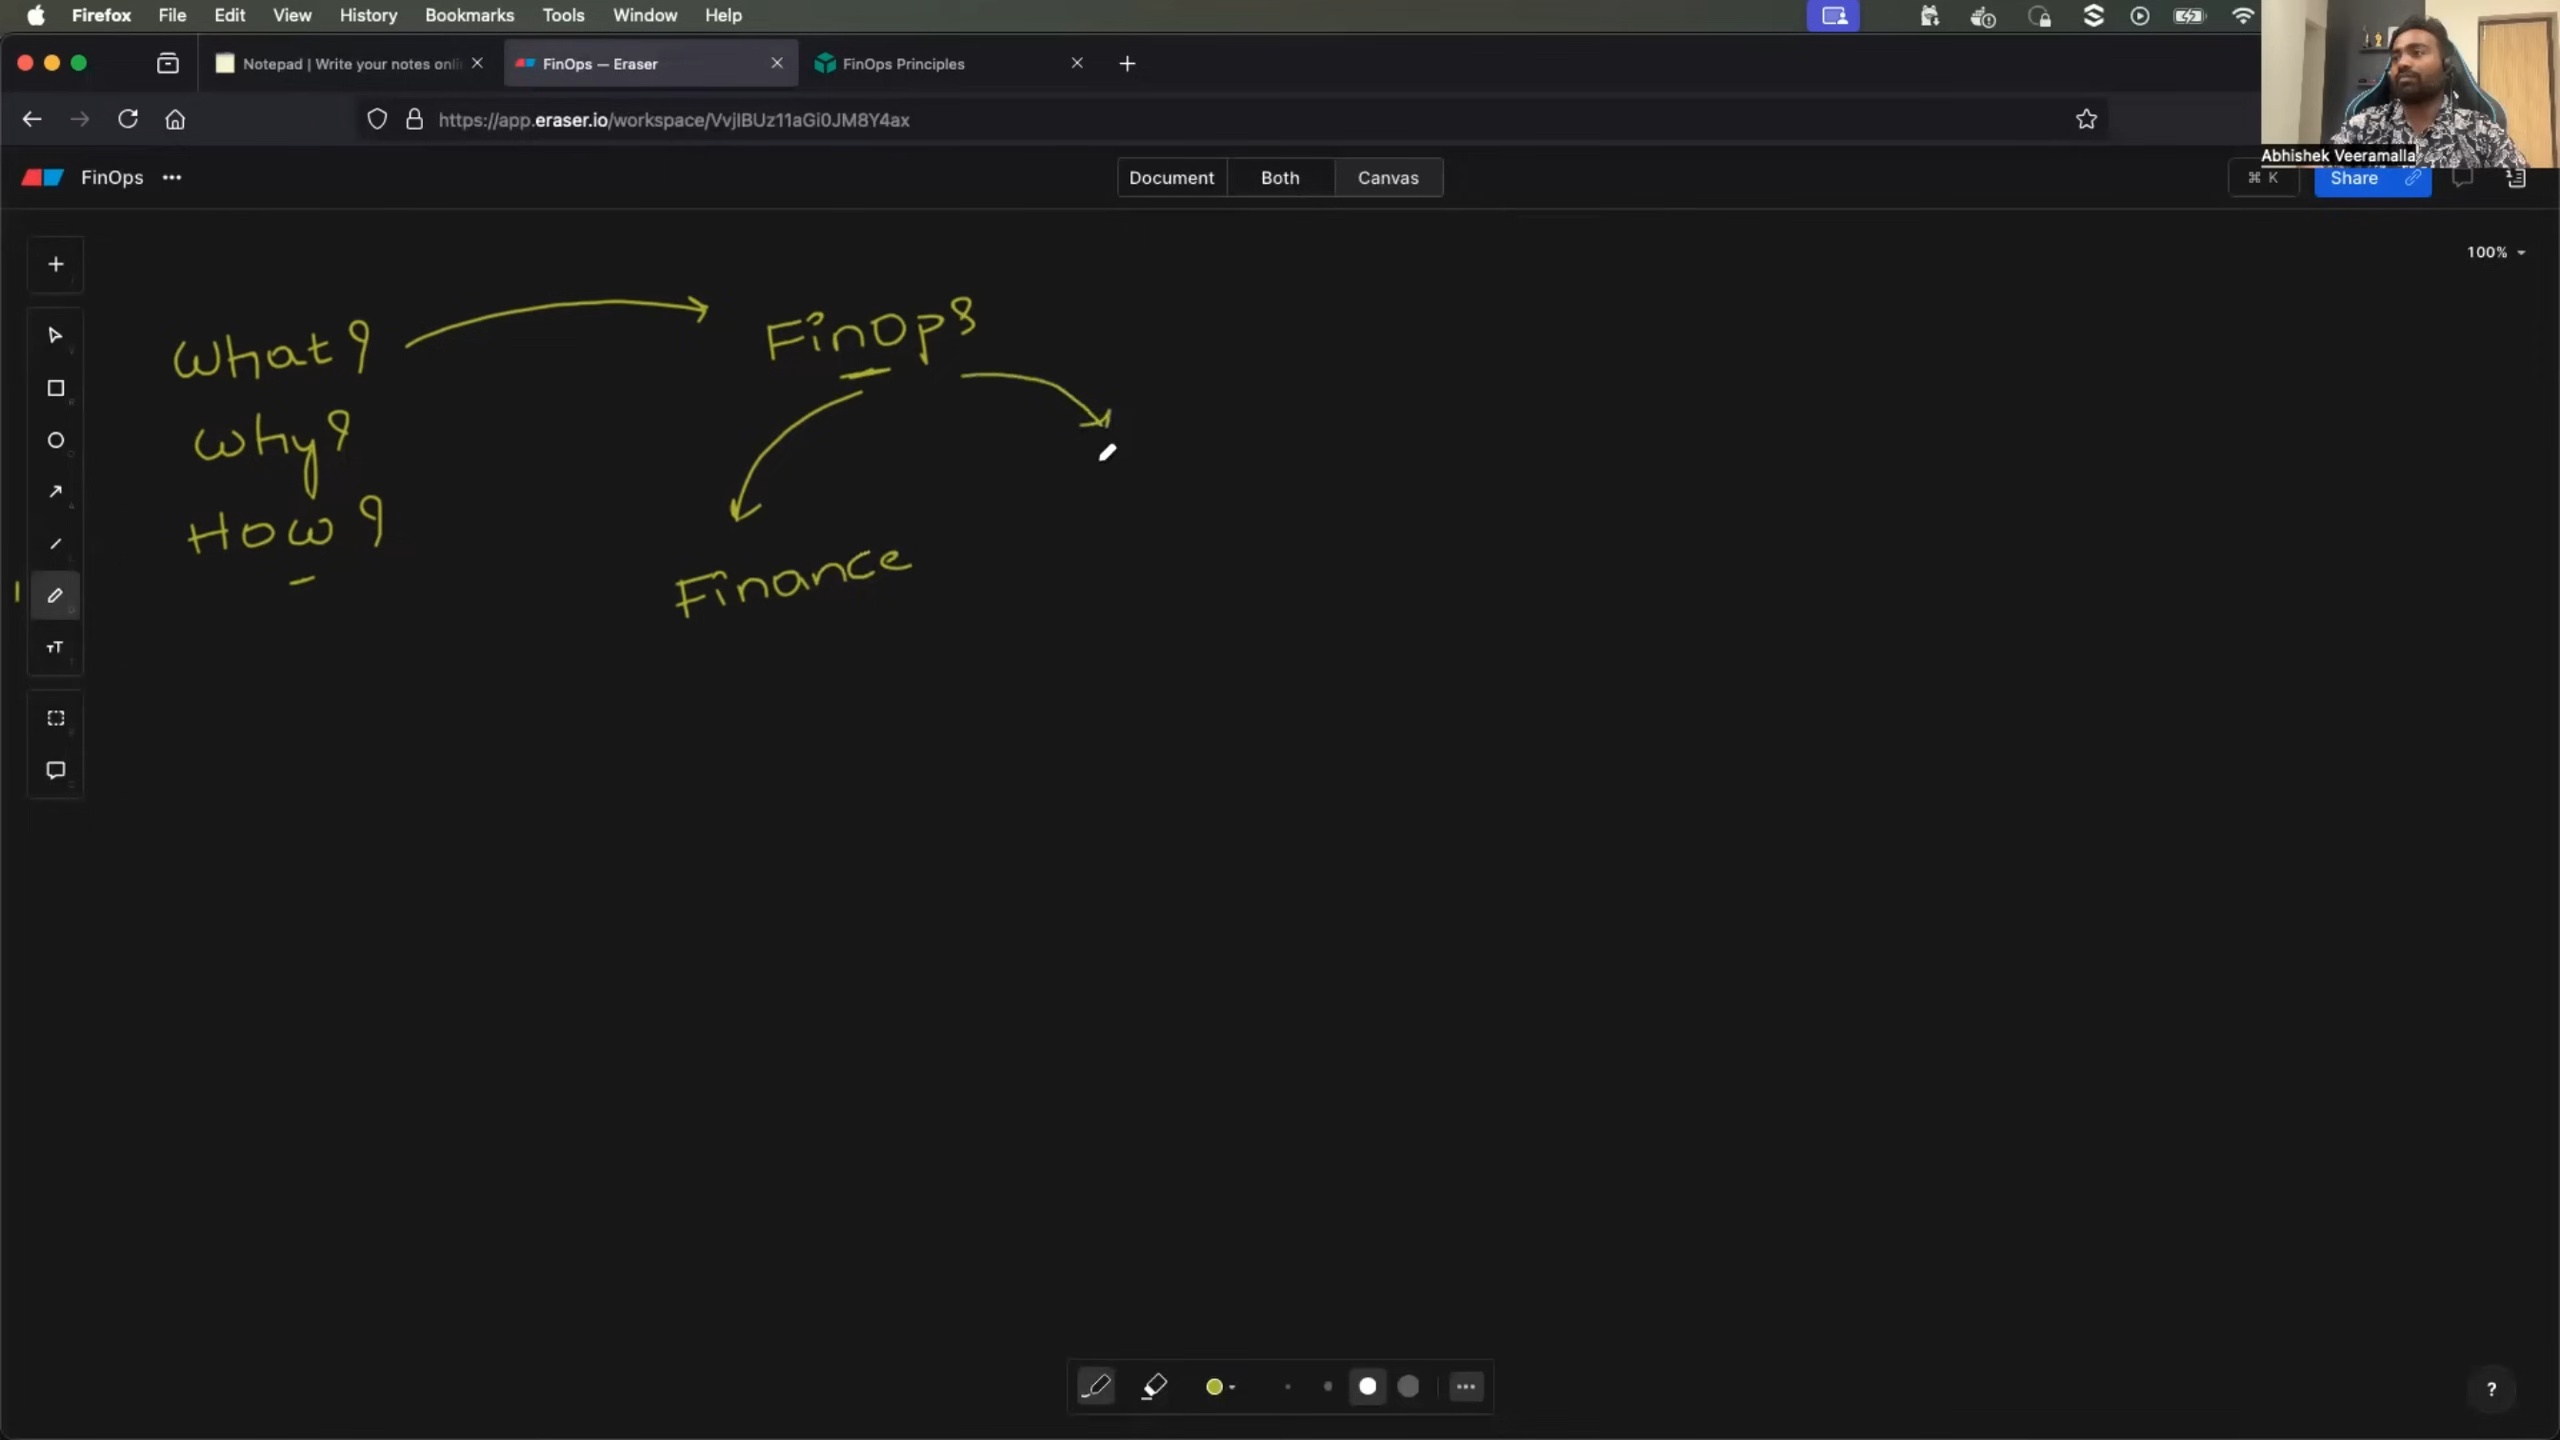 Firefox File Edit View History Bookmarks Tools Window Help
Notepad | Write your notes onli
FinOps — Eraser
FinOps Principles
https://app.eraser.io/workspace/VvjIBUz11aGi0JM8Y4ax
Abhishek Veeramalla
FinOps
Document Both Canvas
⌘ K
Share
100%
What?
FinOps
Why?
How?
Finance
TT
?